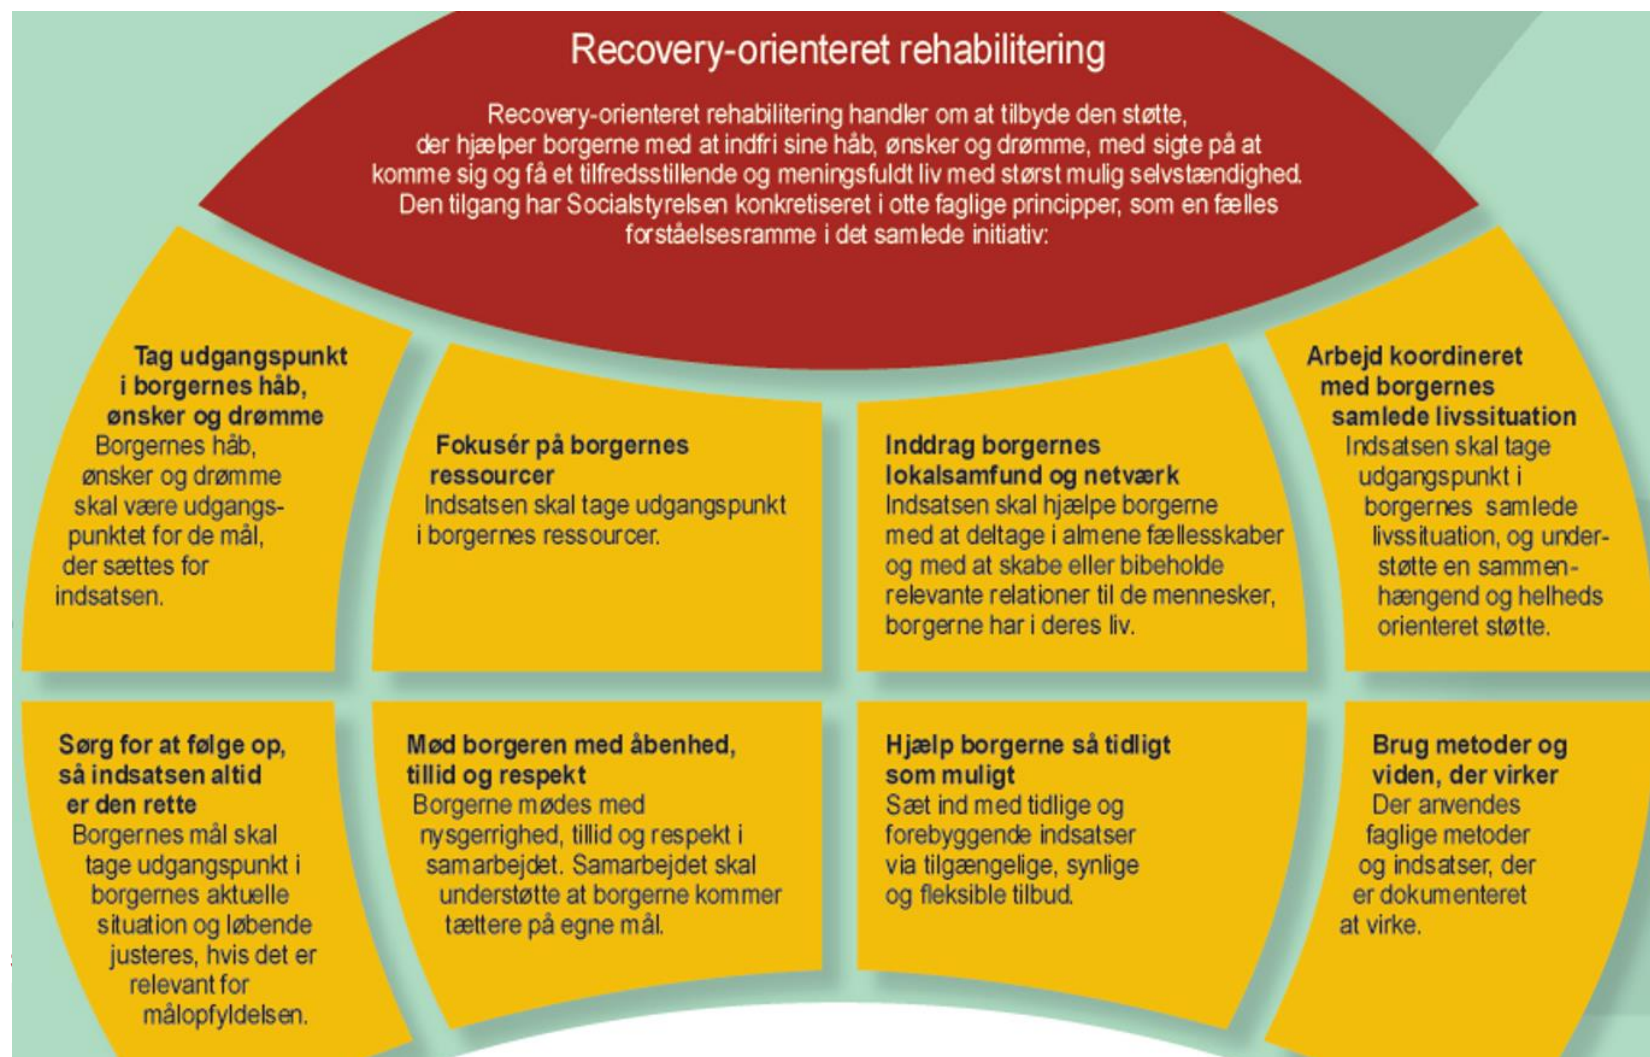 Recovery-orienteret rehabilitering
Recovery-orienteret rehabilitering handler om at tilbyde den støtte,
der hjælper borgerne med at indfri sine håb, ønsker og drømme, med sigte på at
komme sig og få et tilfredsstillende og meningsfuldt liv med størst mulig selvstændighed.
Den tilgang har Socialstyrelsen konkretiseret i otte faglige principper, som en fælles
forståelsesramme i det samlede initiativ:
Tag udgangspunkt
i borgernes håb,
ønsker og drømme
Borgernes håb,
ønsker og drømme
skal være udgangs-
punktet for de mål,
der sættes for
indsatsen.
Fokusér på borgernes
ressourcer
Indsatsen skal tage udgangspunkt
i borgernes ressourcer.
Inddrag borgernes
lokalsamfund og netværk
Indsatsen skal hjælpe borgerne
med at deltage i almene fællesskaber
og med at skabe eller bibeholde
relevante relationer til de mennesker,
borgerne har i deres liv.
Arbejd koordineret
med borgernes
samlede livssituation
Indsatsen skal tage
udgangspunkt i
borgernes samlede
livssituation, og under-
støtte en sammen-
hængend og helheds
orienteret støtte.
Sørg for at følge op,
så indsatsen altid
er den rette
Borgernes mål skal
tage udgangspunkt i
borgernes aktuelle
situation og løbende
justeres, hvis det er
relevant for
målopfyldelsen.
Mød borgeren med åbenhed,
tillid og respekt
Borgerne mødes med
nysgerrighed, tillid og respekt i
samarbejdet. Samarbejdet skal
understøtte at borgerne kommer
tættere på egne mål.
Hjælp borgerne så tidligt
som muligt
Sæt ind med tidlige og
forebyggende indsatser
via tilgængelige, synlige
og fleksible tilbud.
Brug metoder og
viden, der virker
Der anvendes
faglige metoder
og indsatser, der
er dokumenteret
at virke.